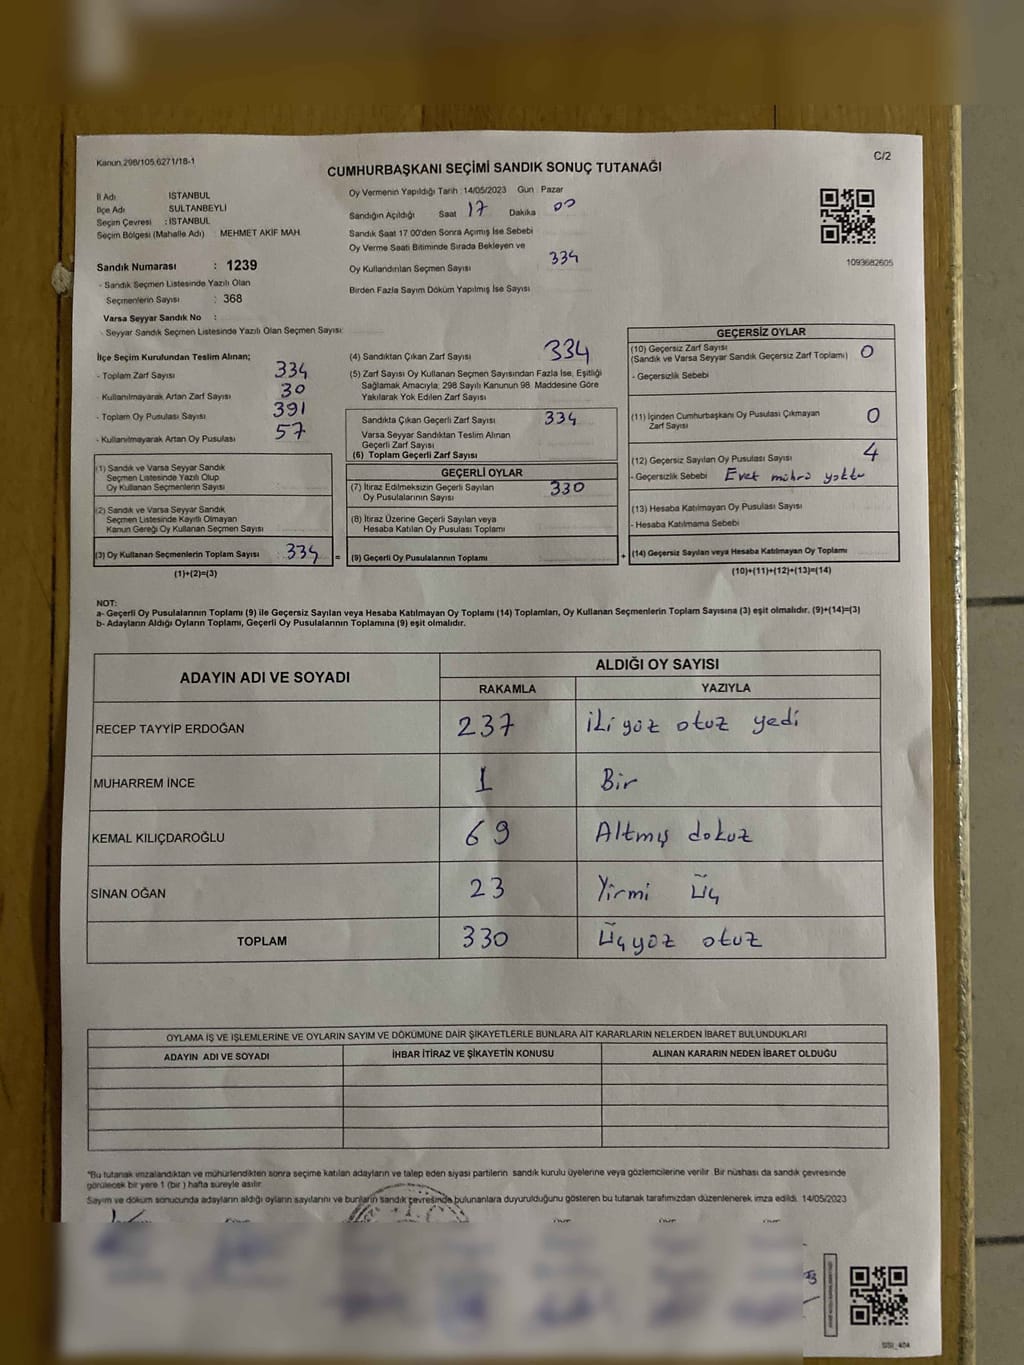 Kanun 298/105,6271/18-1
C/2
CUMHURBAŞKANI SEÇİMİ SANDIK SONUÇ TUTANAĞI
İl Adı İSTANBUL
İlçe Adı SULTANBEYLİ
Seçim Çevresi : İSTANBUL
Seçim Bölgesi (Mahalle Adı) MEHMET AKİF MAH.
Sandık Numarası : 1239
- Sandık Seçmen Listesinde Yazılı Olan
Seçmenlerin Sayısı : 368
Varsa Seyyar Sandık No :
- Seyyar Sandık Seçmen Listesinde Yazılı Olan Seçmen Sayısı:
Oy Vermenin Yapıldığı Tarih : 14/05/2023 Gün : Pazar
Sandığın Açıldığı Saat 17 Dakika 00
Sandık Saat 17:00'den Sonra Açılmış İse Sebebi
Oy Verme Saati Bitiminde Sırada Bekleyen ve
Oy Kullandırılan Seçmen Sayısı 334
Birden Fazla Sayım Döküm Yapılmış İse Sayısı
1093682605
İlçe Seçim Kurulundan Teslim Alınan;
- Toplam Zarf Sayısı 334
- Kullanılmayarak Artan Zarf Sayısı 30
- Toplam Oy Pusulası Sayısı 391
- Kullanılmayarak Artan Oy Pusulası 57
(1) Sandık ve Varsa Seyyar Sandık
Seçmen Listesinde Yazılı Olup
Oy Kullanan Seçmenlerin Sayısı
(2) Sandık ve Varsa Seyyar Sandık
Seçmen Listesinde Kayıtlı Olmayan
Kanun Gereği Oy Kullanan Seçmen Sayısı
(3) Oy Kullanan Seçmenlerin Toplam Sayısı 334 =
(1)+(2)=(3)
(4) Sandıktan Çıkan Zarf Sayısı 334
(5) Zarf Sayısı Oy Kullanan Seçmen Sayısından Fazla İse, Eşitliği
Sağlamak Amacıyla, 298 Sayılı Kanunun 98. Maddesine Göre
Yakılarak Yok Edilen Zarf Sayısı
Sandıkta Çıkan Geçerli Zarf Sayısı 334
Varsa Seyyar Sandıktan Teslim Alınan
Geçerli Zarf Sayısı
(6) Toplam Geçerli Zarf Sayısı
GEÇERLİ OYLAR
(7) İtiraz Edilmeksizin Geçerli Sayılan
Oy Pusulalarının Sayısı 330
(8) İtiraz Üzerine Geçerli Sayılan veya
Hesaba Katılan Oy Pusulası Toplamı
(9) Geçerli Oy Pusulalarının Toplamı +
GEÇERSİZ OYLAR
(10) Geçersiz Zarf Sayısı
(Sandık ve Varsa Seyyar Sandık Geçersiz Zarf Toplamı) 0
- Geçersizlik Sebebi
(11) İçinden Cumhurbaşkanı Oy Pusulası Çıkmayan
Zarf Sayısı 0
(12) Geçersiz Sayılan Oy Pusulası Sayısı 4
- Geçersizlik Sebebi Evet mührü yoktu
(13) Hesaba Katılmayan Oy Pusulası Sayısı
- Hesaba Katılmama Sebebi
(14) Geçersiz Sayılan veya Hesaba Katılmayan Oy Toplamı
(10)+(11)+(12)+(13)=(14)
NOT:
a- Geçerli Oy Pusulalarının Toplamı (9) ile Geçersiz Sayılan veya Hesaba Katılmayan Oy Toplamı (14) Toplamları, Oy Kullanan Seçmenlerin Toplam Sayısına (3) eşit olmalıdır. (9)+(14)=(3)
b- Adayların Aldığı Oyların Toplamı, Geçerli Oy Pusulalarının Toplamına (9) eşit olmalıdır.
ADAYIN ADI VE SOYADI
ALDIĞI OY SAYISI
RAKAMLA YAZIYLA
RECEP TAYYİP ERDOĞAN 237 iki yüz otuz yedi
MUHARREM İNCE 1 Bir
KEMAL KILIÇDAROĞLU 69 Altmış dokuz
SİNAN OĞAN 23 Yirmi üç
TOPLAM 330 Üçyüz otuz
OYLAMA İŞ VE İŞLEMLERİNE VE OYLARIN SAYIM VE DÖKÜMÜNE DAİR ŞİKAYETLERLE BUNLARA AİT KARARLARIN NELERDEN İBARET BULUNDUKLARI
ADAYIN ADI VE SOYADI İHBAR İTİRAZ VE ŞİKAYETİN KONUSU ALINAN KARARIN NEDEN İBARET OLDUĞU
*Bu tutanak imzalandıktan ve mühürlendikten sonra seçime katılan adayların ve talep eden siyasi partilerin sandık kurulu üyelerine veya gözlemcilerine verilir. Bir nüshası da sandık çevresinde
görülecek bir yere 1 (bir) hafta süreyle asılır.
Sayım ve döküm sonucunda adayların aldığı oyların sayılarını ve bunların sandık çevresinde bulunanlara duyurulduğunu gösteren bu tutanak tarafımızdan düzenlenerek imza edildi. 14/05/2023